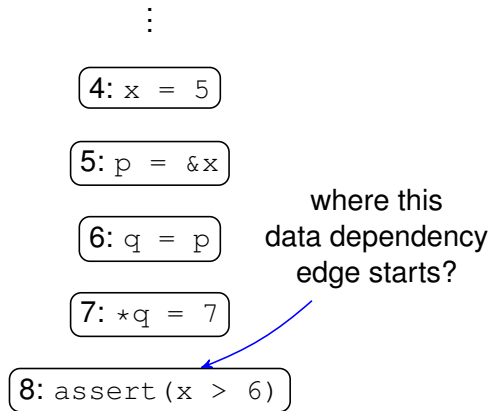 ⋮
4: x = 5
5: p = &x
6: q = p
where this
data dependency
edge starts?
7: *q = 7
8: assert(x > 6)